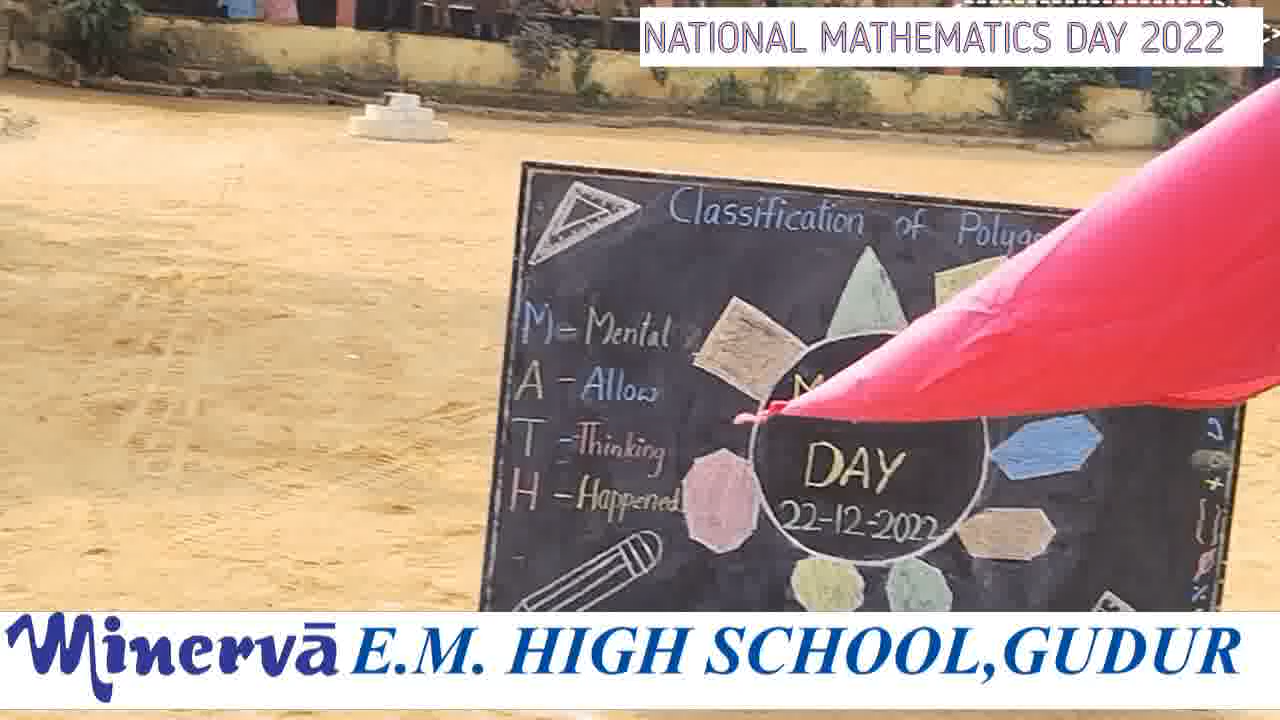 NATIONAL MATHEMATICS DAY 2022
Classification of
M - Mental
A - Allow
T - Thinking
H - Happened
DAY
22-12-2022
Minervā E.M. HIGH SCHOOL,GUDUR